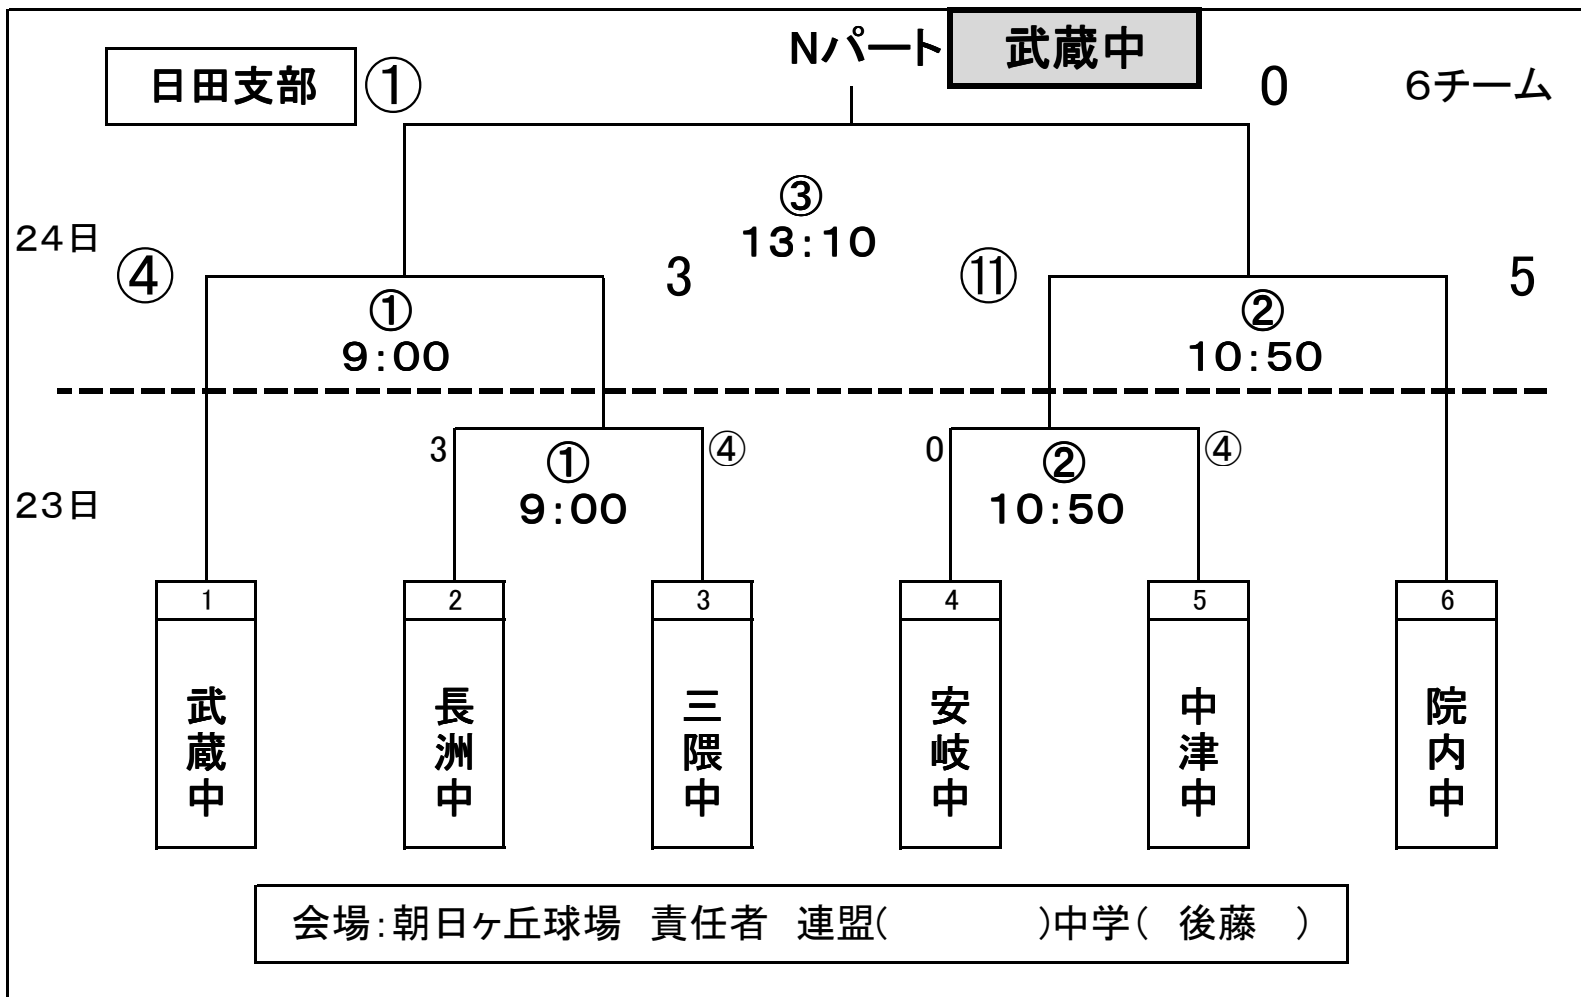 Nパート 武蔵中
日田支部 ① 0 6チーム
③
24日 13:10
④ 3 ⑪ 5
① ②
9:00 10:50
3 ④ 0 ④
① ②
23日 9:00 10:50
1 2 3 4 5 6
武蔵中
長洲中
三隈中
安岐中
中津中
院内中
会場:朝日ヶ丘球場 責任者 連盟( )中学( 後藤 )